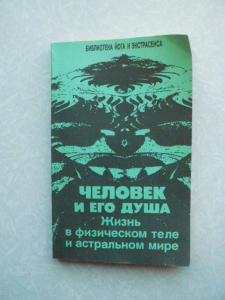 БИБЛИОТЕКА ЙОГА И ЭКСТРАСЕНСА
ЧЕЛОВЕК
И ЕГО ДУША
Жизнь
в физическом теле
и астральном мире